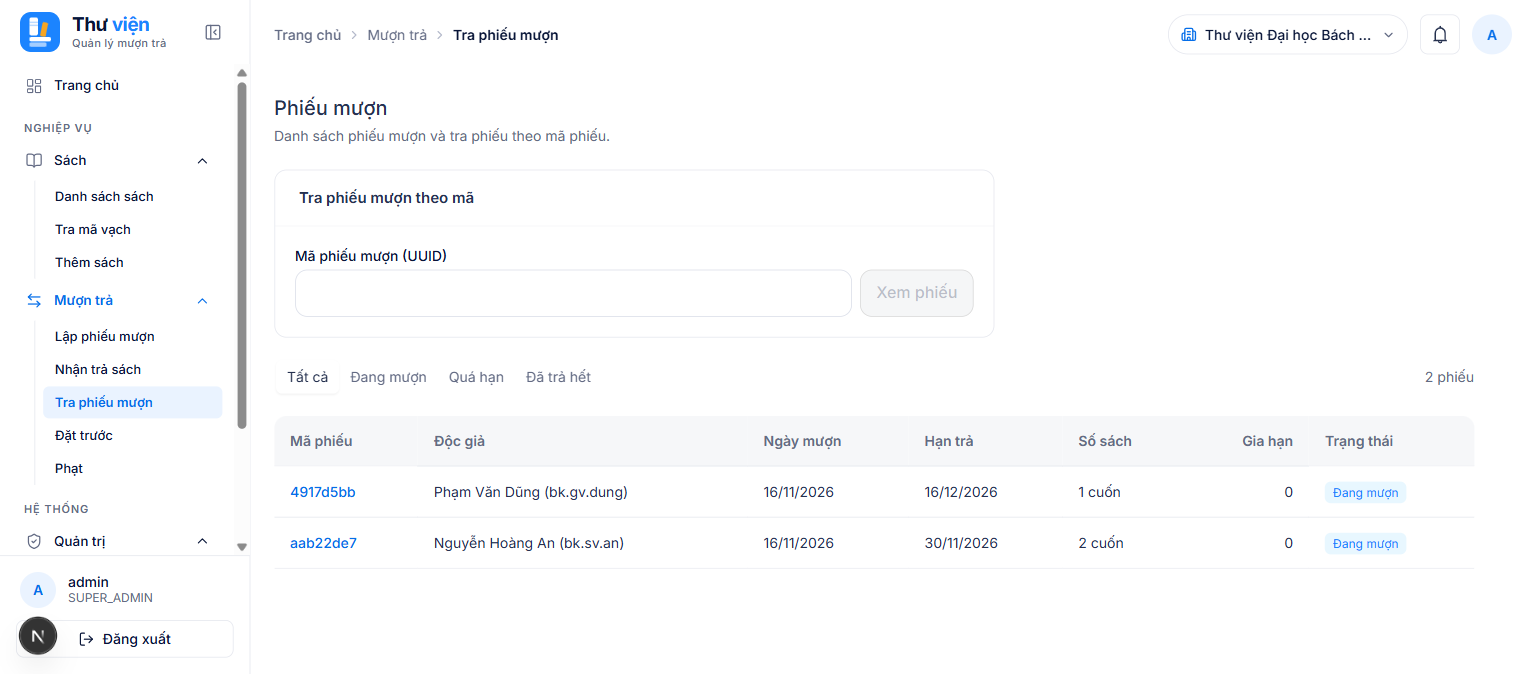 Thư viện
Quản lý mượn trả
Trang chủ
NGHIỆP VỤ
Sách
Danh sách sách
Tra mã vạch
Thêm sách
Mượn trả
Lập phiếu mượn
Nhận trả sách
Tra phiếu mượn
Đặt trước
Phạt
HỆ THỐNG
Quản trị
A
admin
SUPER_ADMIN
N
Đăng xuất
Trang chủ > Mượn trả > Tra phiếu mượn
Thư viện Đại học Bách ...
A
Phiếu mượn
Danh sách phiếu mượn và tra phiếu theo mã phiếu.
Tra phiếu mượn theo mã
Mã phiếu mượn (UUID)
Xem phiếu
Tất cả Đang mượn Quá hạn Đã trả hết 2 phiếu
Mã phiếu Độc giả Ngày mượn Hạn trả Số sách Gia hạn Trạng thái
4917d5bb Phạm Văn Dũng (bk.gv.dung) 16/11/2026 16/12/2026 1 cuốn 0 Đang mượn
aab22de7 Nguyễn Hoàng An (bk.sv.an) 16/11/2026 30/11/2026 2 cuốn 0 Đang mượn